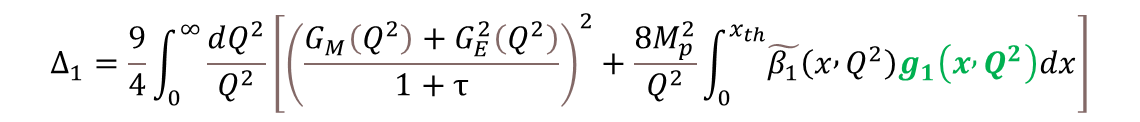 Δ₁ = 9/4 ∫₀^∞ dQ²/Q² [((G_M(Q²) + G_E²(Q²))/(1 + τ))² + 8M_p²/Q² ∫₀^{x_th} β̃₁(x,Q²)g₁(x,Q²)dx]